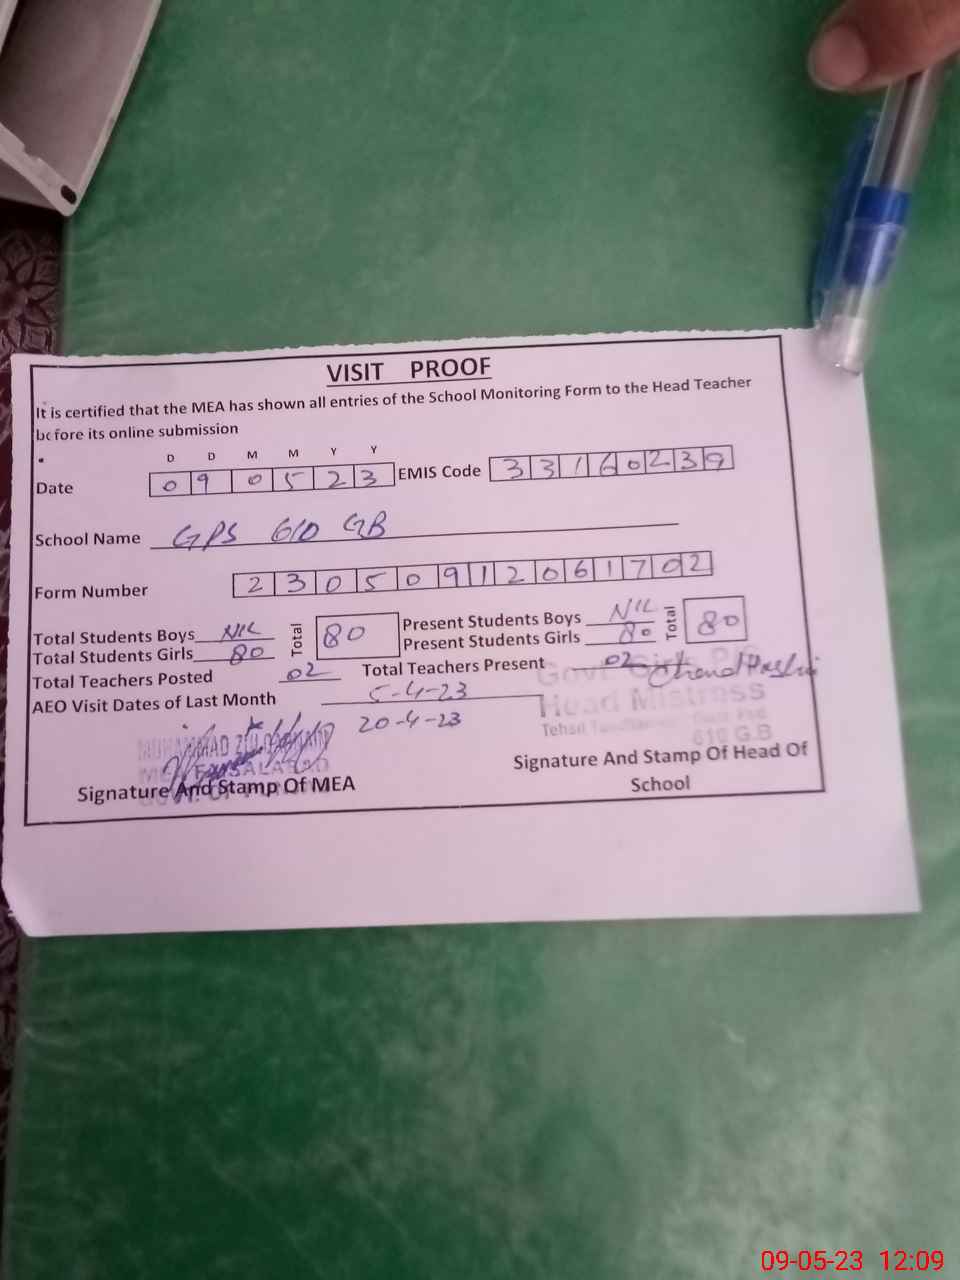 VISIT PROOF
It is certified that the MEA has shown all entries of the School Monitoring Form to the Head Teacher
before its online submission
D D M M Y Y
Date 0 9 0 5 2 3 EMIS Code 3 3 1 6 0 2 3 9
School Name GPS 610 GB
Form Number 2 3 0 5 0 9 1 2 0 6 1 7 0 2
Total Students Boys NIL Total 80 Present Students Boys NIL Total 80
Total Students Girls 80 Present Students Girls 80
Total Teachers Posted 02 Total Teachers Present 02
AEO Visit Dates of Last Month 5-4-23
20-4-23
Govt Girls P/S
Head Mistress
Tehsil
610 G.B
MUHAMMAD
FAISALABAD
Signature And Stamp Of MEA
Signature And Stamp Of Head Of
School
09-05-23 12:09